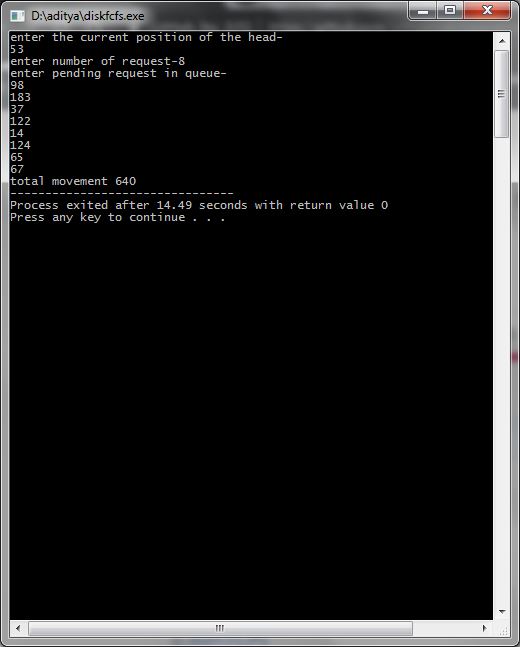 D:\aditya\diskfcfs.exe
enter the current position of the head-
53
enter number of request-8
enter pending request in queue-
98
183
37
122
14
124
65
67
total movement 640
--------------------------------
Process exited after 14.49 seconds with return value 0
Press any key to continue . . .